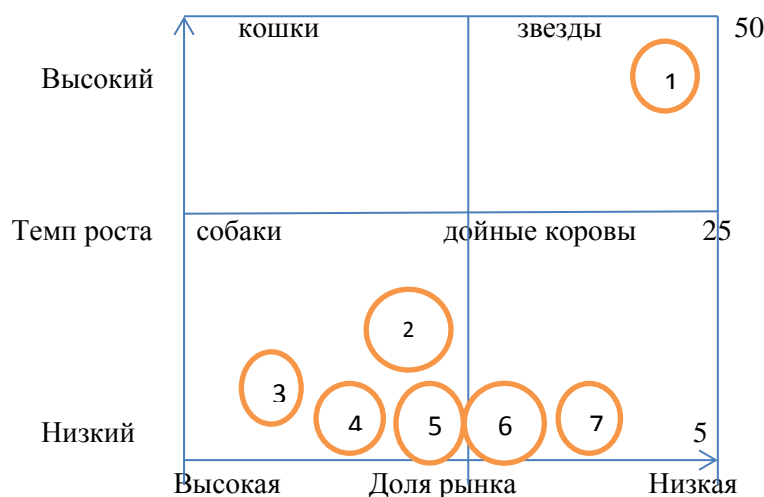 кошки звезды 50
Высокий 1
Темп роста собаки дойные коровы 25
2
3 4 5 6 7
Низкий 5
Высокая Доля рынка Низкая